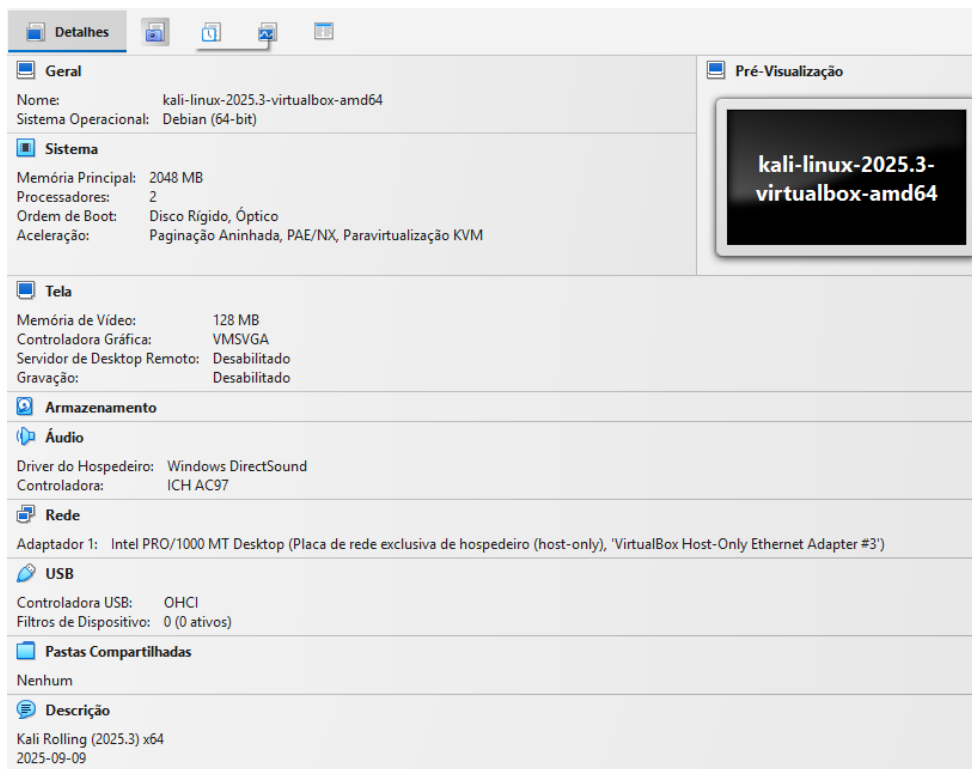 Detalhes
Geral
Nome: kali-linux-2025.3-virtualbox-amd64
Sistema Operacional: Debian (64-bit)
Pré-Visualização
kali-linux-2025.3-
virtualbox-amd64
Sistema
Memória Principal: 2048 MB
Processadores: 2
Ordem de Boot: Disco Rígido, Óptico
Aceleração: Paginação Aninhada, PAE/NX, Paravirtualização KVM
Tela
Memória de Vídeo: 128 MB
Controladora Gráfica: VMSVGA
Servidor de Desktop Remoto: Desabilitado
Gravação: Desabilitado
Armazenamento
Áudio
Driver do Hospedeiro: Windows DirectSound
Controladora: ICH AC97
Rede
Adaptador 1: Intel PRO/1000 MT Desktop (Placa de rede exclusiva de hospedeiro (host-only), 'VirtualBox Host-Only Ethernet Adapter #3')
USB
Controladora USB: OHCI
Filtros de Dispositivo: 0 (0 ativos)
Pastas Compartilhadas
Nenhum
Descrição
Kali Rolling (2025.3) x64
2025-09-09